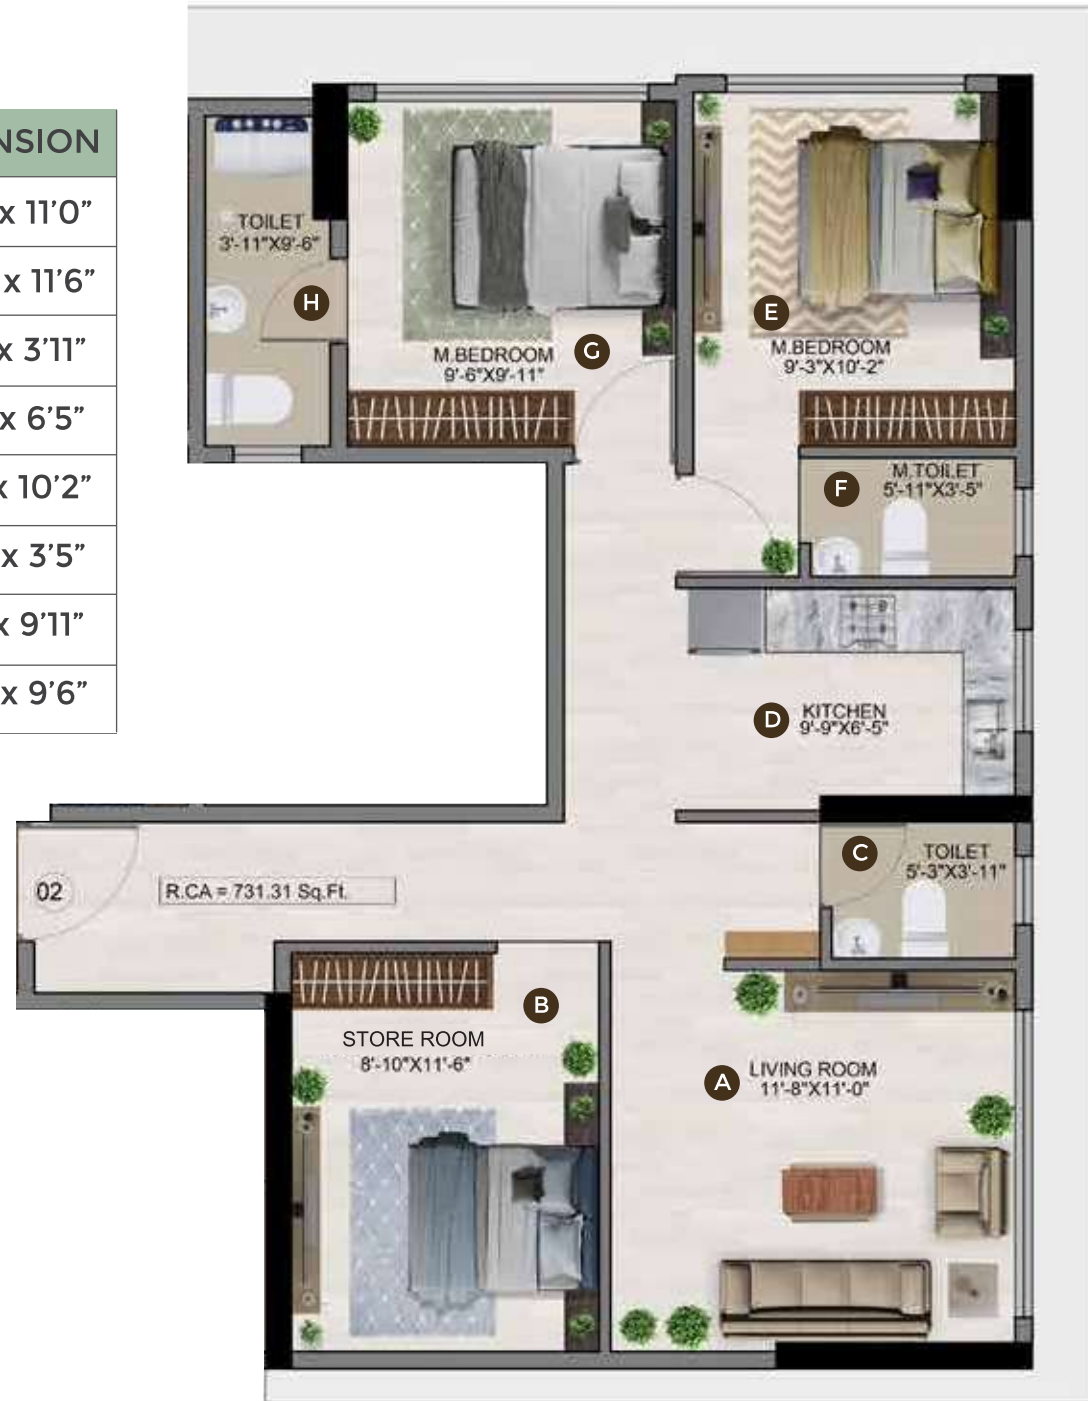 NSION
x 11’0”
x 11’6”
x 3’11”
x 6’5”
x 10’2”
x 3’5”
x 9’11”
x 9’6”
TOILET
3'-11"X9'-6"
H
M.BEDROOM
9'-6"X9'-11"
G
E
M.BEDROOM
9'-3"X10'-2"
F
M.TOILET
5'-11"X3'-5"
D
KITCHEN
9'-9"X6'-5"
C
TOILET
5'-3"X3'-11"
02
R.CA = 731.31 Sq.Ft.
B
STORE ROOM
8'-10"X11'-6"
A
LIVING ROOM
11'-8"X11'-0"